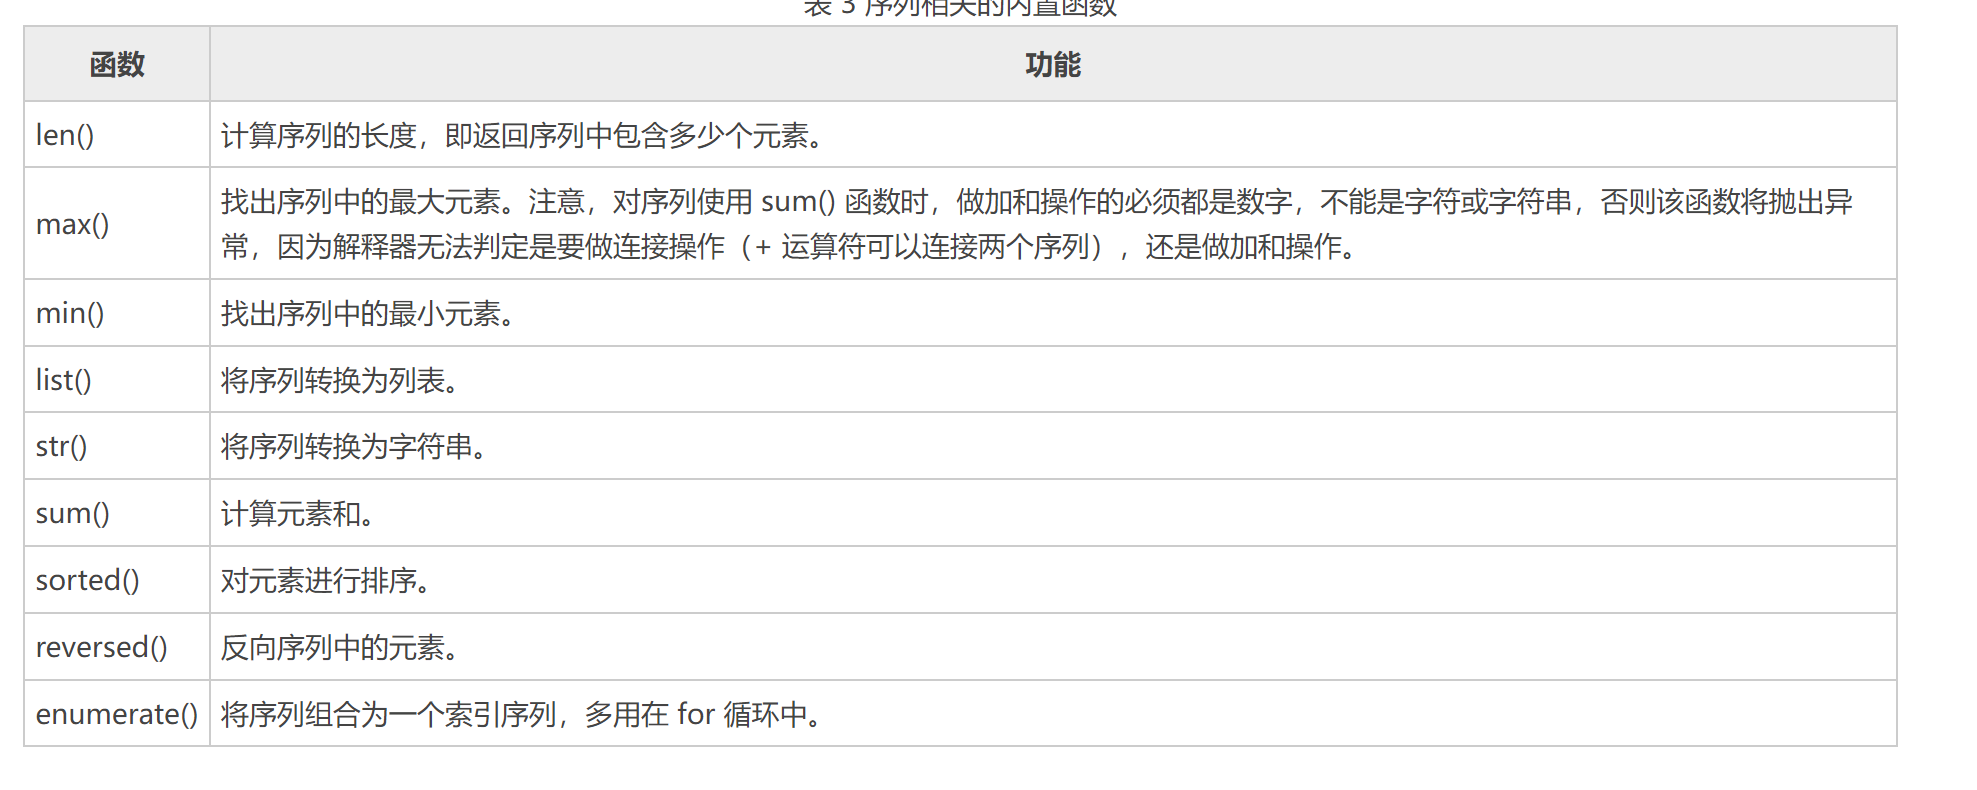 表 3 序列相关的内置函数
函数 功能
len() 计算序列的长度，即返回序列中包含多少个元素。
max() 找出序列中的最大元素。注意，对序列使用 sum() 函数时，做加和操作的必须都是数字，不能是字符或字符串，否则该函数将抛出异
常，因为解释器无法判定是要做连接操作（+ 运算符可以连接两个序列），还是做加和操作。
min() 找出序列中的最小元素。
list() 将序列转换为列表。
str() 将序列转换为字符串。
sum() 计算元素和。
sorted() 对元素进行排序。
reversed() 反向序列中的元素。
enumerate() 将序列组合为一个索引序列，多用在 for 循环中。